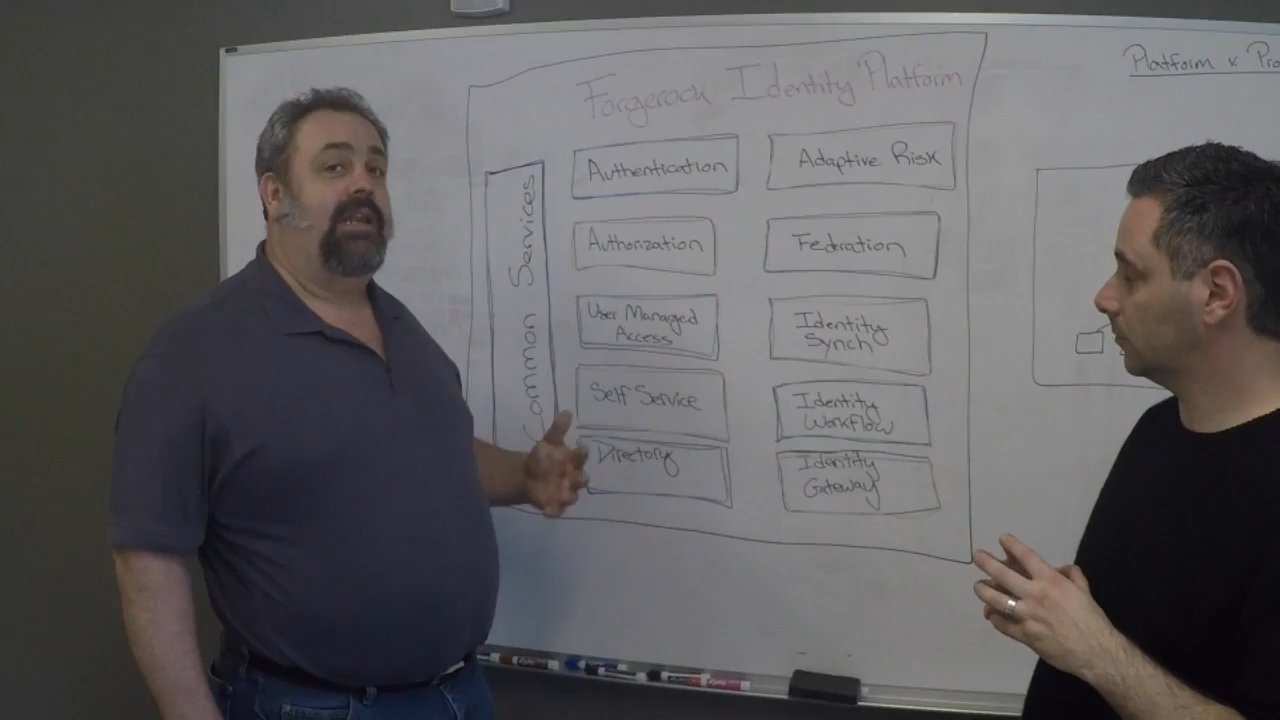 Forgerock Identity Platform
Platform v Pro
Common Services
Authentication
Adaptive Risk
Authorization
Federation
User Managed
Access
Identity
Synch
Self Service
Identity
Workflow
Directory
Identity
Gateway